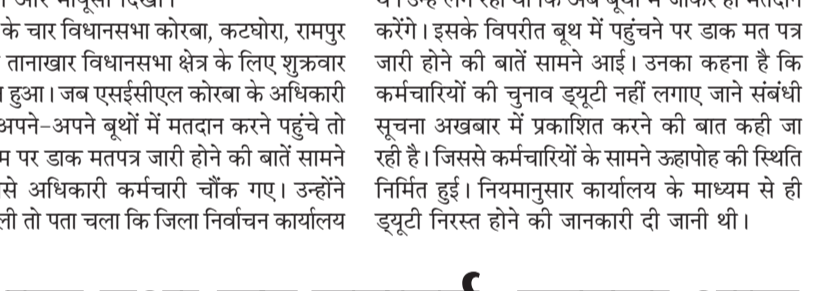 के चार विधानसभा कोरबा, कटघोरा, रामपुर
तानाखार विधानसभा क्षेत्र के लिए शुक्रवार
हुआ। जब एसईसीएल कोरबा के अधिकारी
अपने-अपने बूथों में मतदान करने पहुंचे तो
पर डाक मतपत्र जारी होने की बातें सामने
से अधिकारी कर्मचारी चौंक गए। उन्होंने
ली तो पता चला कि जिला निर्वाचन कार्यालय
करेंगे। इसके विपरीत बूथ में पहुंचने पर डाक मत पत्र
जारी होने की बातें सामने आई। उनका कहना है कि
कर्मचारियों की चुनाव ड्यूटी नहीं लगाए जाने संबंधी
सूचना अखबार में प्रकाशित करने की बात कही जा
रही है। जिससे कर्मचारियों के सामने ऊहापोह की स्थिति
निर्मित हुई। नियमानुसार कार्यालय के माध्यम से ही
ड्यूटी निरस्त होने की जानकारी दी जानी थी।